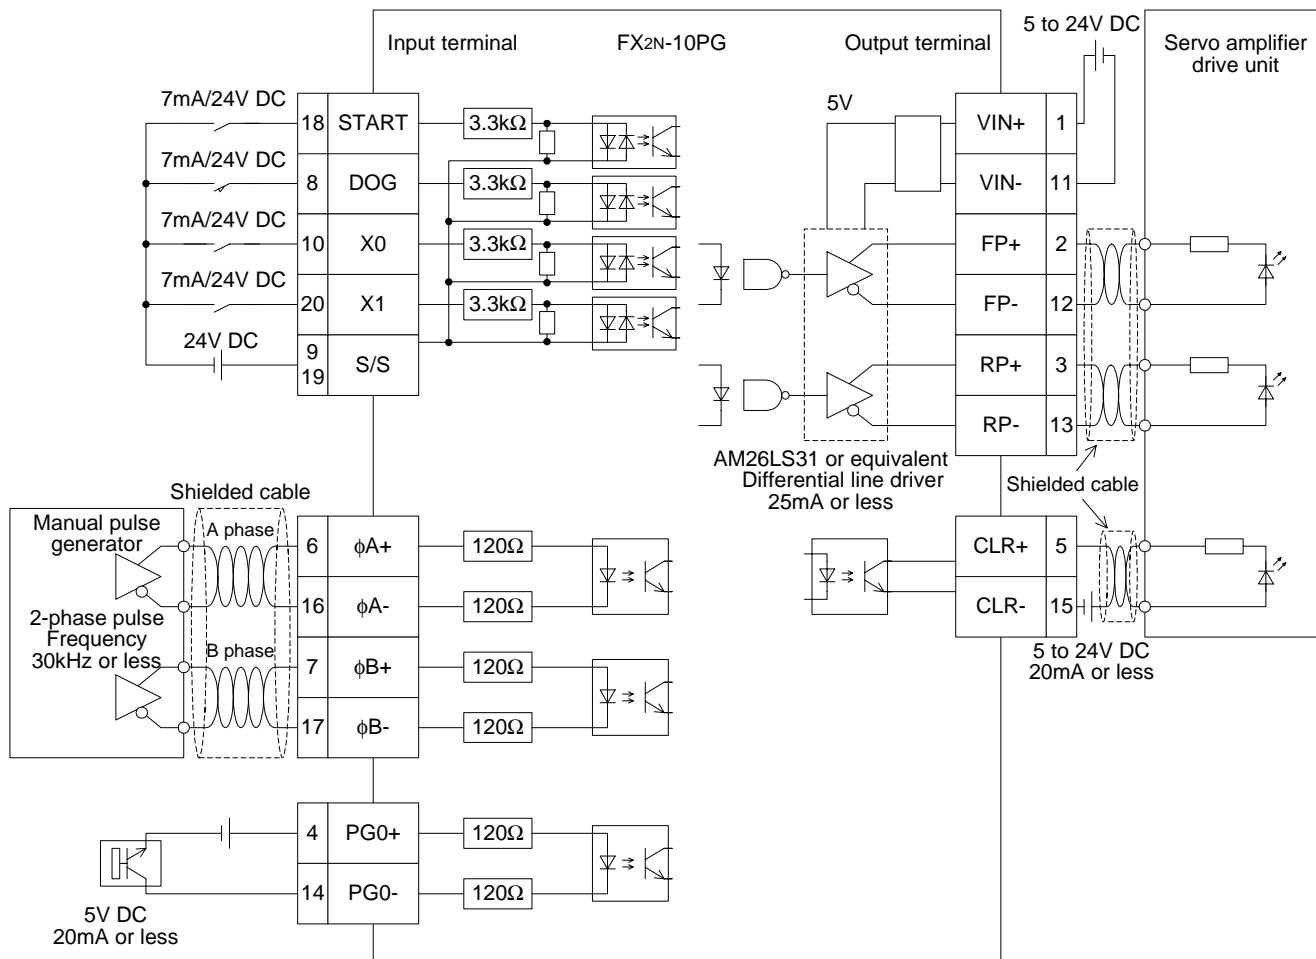 Input terminal
FX2N-10PG
Output terminal
5 to 24V DC
Servo amplifier
drive unit
7mA/24V DC
18 START 3.3kΩ
7mA/24V DC
8 DOG 3.3kΩ
7mA/24V DC
10 X0 3.3kΩ
7mA/24V DC
20 X1 3.3kΩ
24V DC
9
19
S/S
5V
VIN+ 1
VIN- 11
FP+ 2
FP- 12
RP+ 3
RP- 13
AM26LS31 or equivalent
Differential line driver
25mA or less
Shielded cable
CLR+ 5
CLR- 15
5 to 24V DC
20mA or less
Shielded cable
Manual pulse
generator
A phase
2-phase pulse
Frequency
30kHz or less
B phase
6 ϕA+ 120Ω
16 ϕA- 120Ω
7 ϕB+ 120Ω
17 ϕB- 120Ω
4 PG0+ 120Ω
14 PG0- 120Ω
5V DC
20mA or less